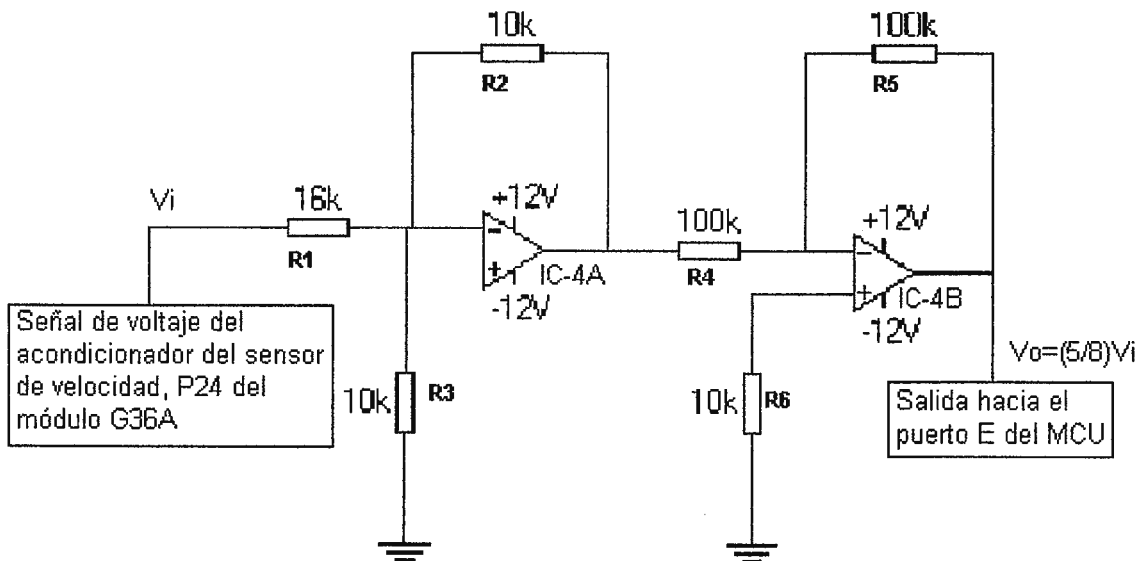 10k
R2
100k
R5
Vi
16k
R1
+12V
-
+
IC-4A
-12V
100k
R4
+12V
-
+
IC-4B
-12V
Señal de voltaje del
acondicionador del sensor
de velocidad, P24 del
módulo G36A
10k
R3
10k
R6
Vo=(5/8)Vi
Salida hacia el
puerto E del MCU